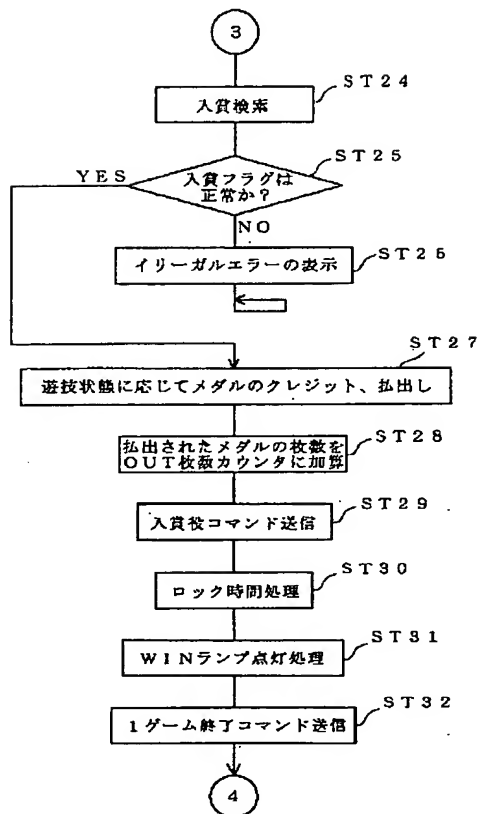 3
ST24
入賞検索
ST25
YES
入賞フラグは
正常か?
NO
イリーガルエラーの表示
ST26
ST27
遊技状態に応じてメダルのクレジット、払出し
払出されたメダルの枚数を
OUT枚数カウンタに加算
ST28
ST29
入賞役コマンド送信
ST30
ロック時間処理
ST31
WINランプ点灯処理
ST32
1ゲーム終了コマンド送信
4